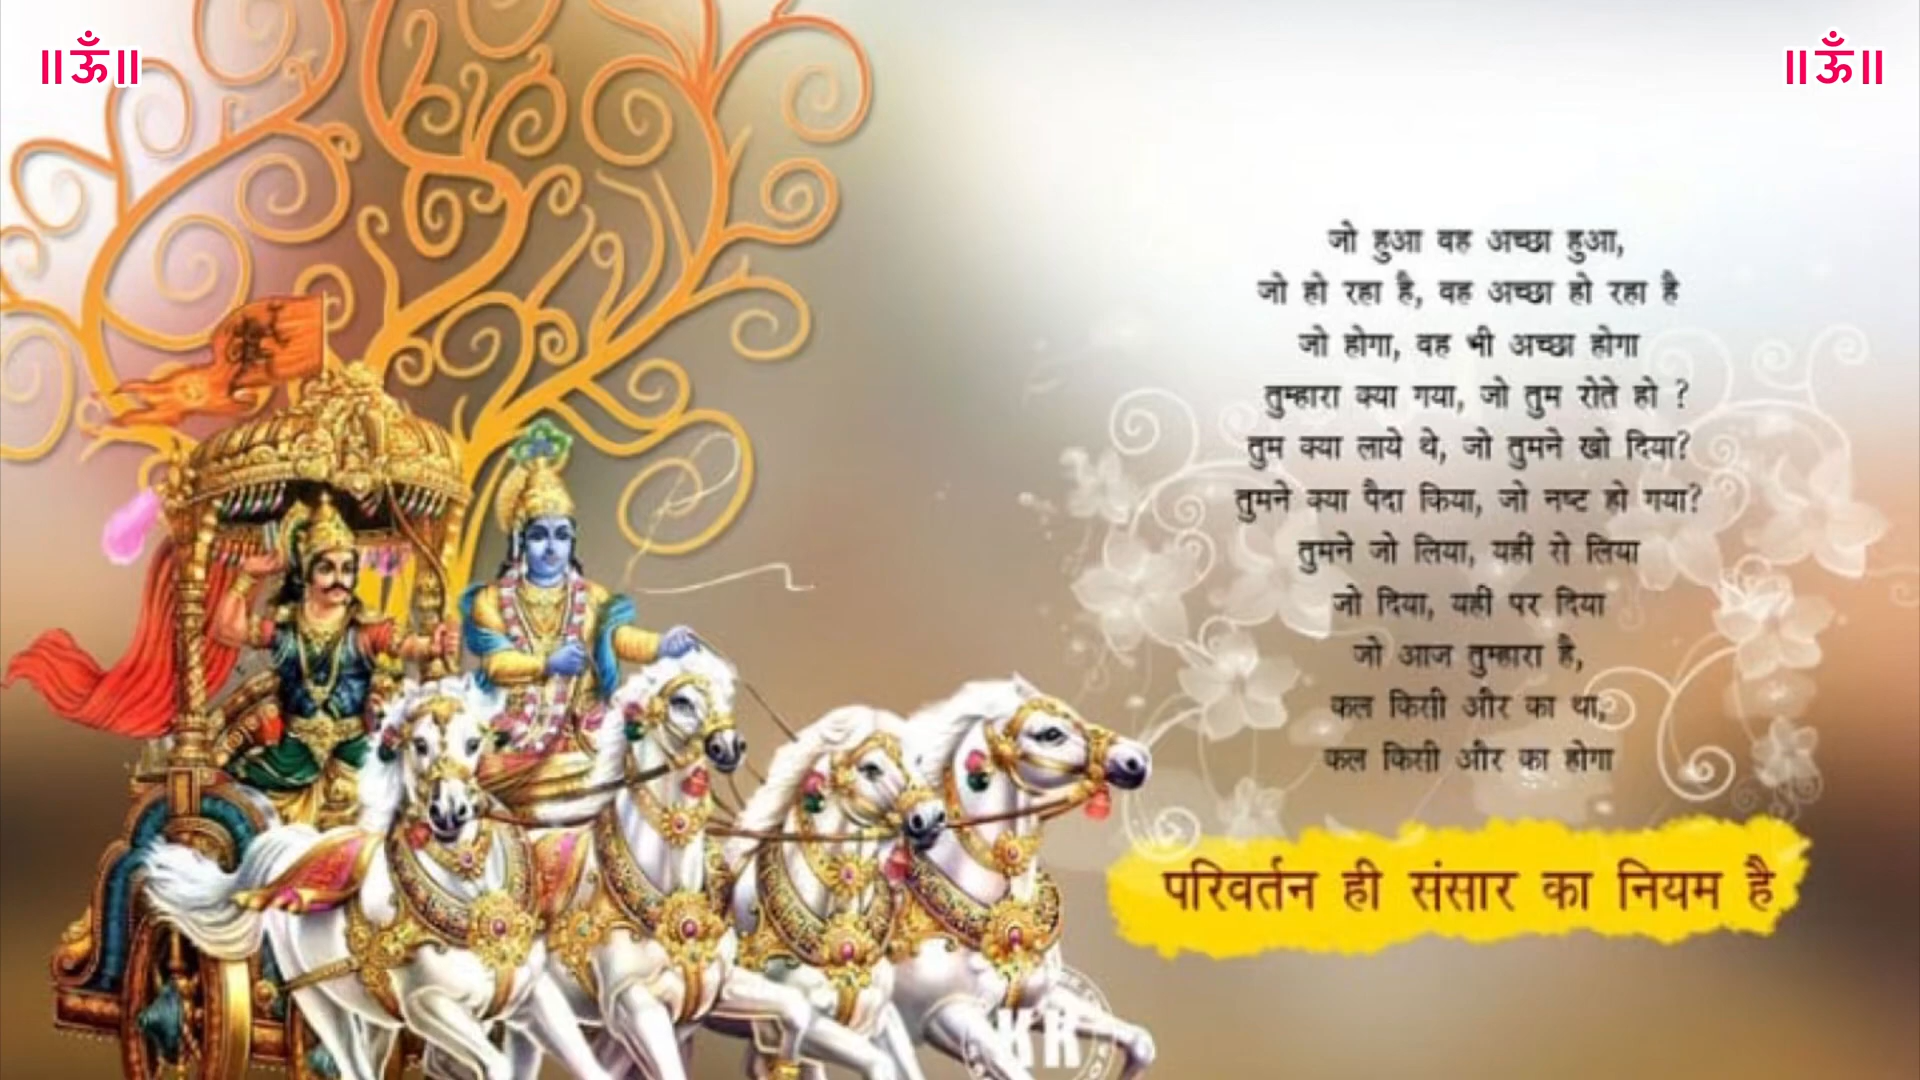 ॥ॐ॥ ॥ॐ॥
जो हुआ वह अच्छा हुआ,
जो हो रहा है, वह अच्छा हो रहा है
जो होगा, वह भी अच्छा होगा
तुम्हारा क्या गया, जो तुम रोते हो ?
तुम क्या लाये थे, जो तुमने खो दिया?
तुमने क्या पैदा किया, जो नष्ट हो गया?
तुमने जो लिया, यहीं से लिया
जो दिया, यहीं पर दिया
जो आज तुम्हारा है,
कल किसी और का था,
कल किसी और का होगा
परिवर्तन ही संसार का नियम है
KR